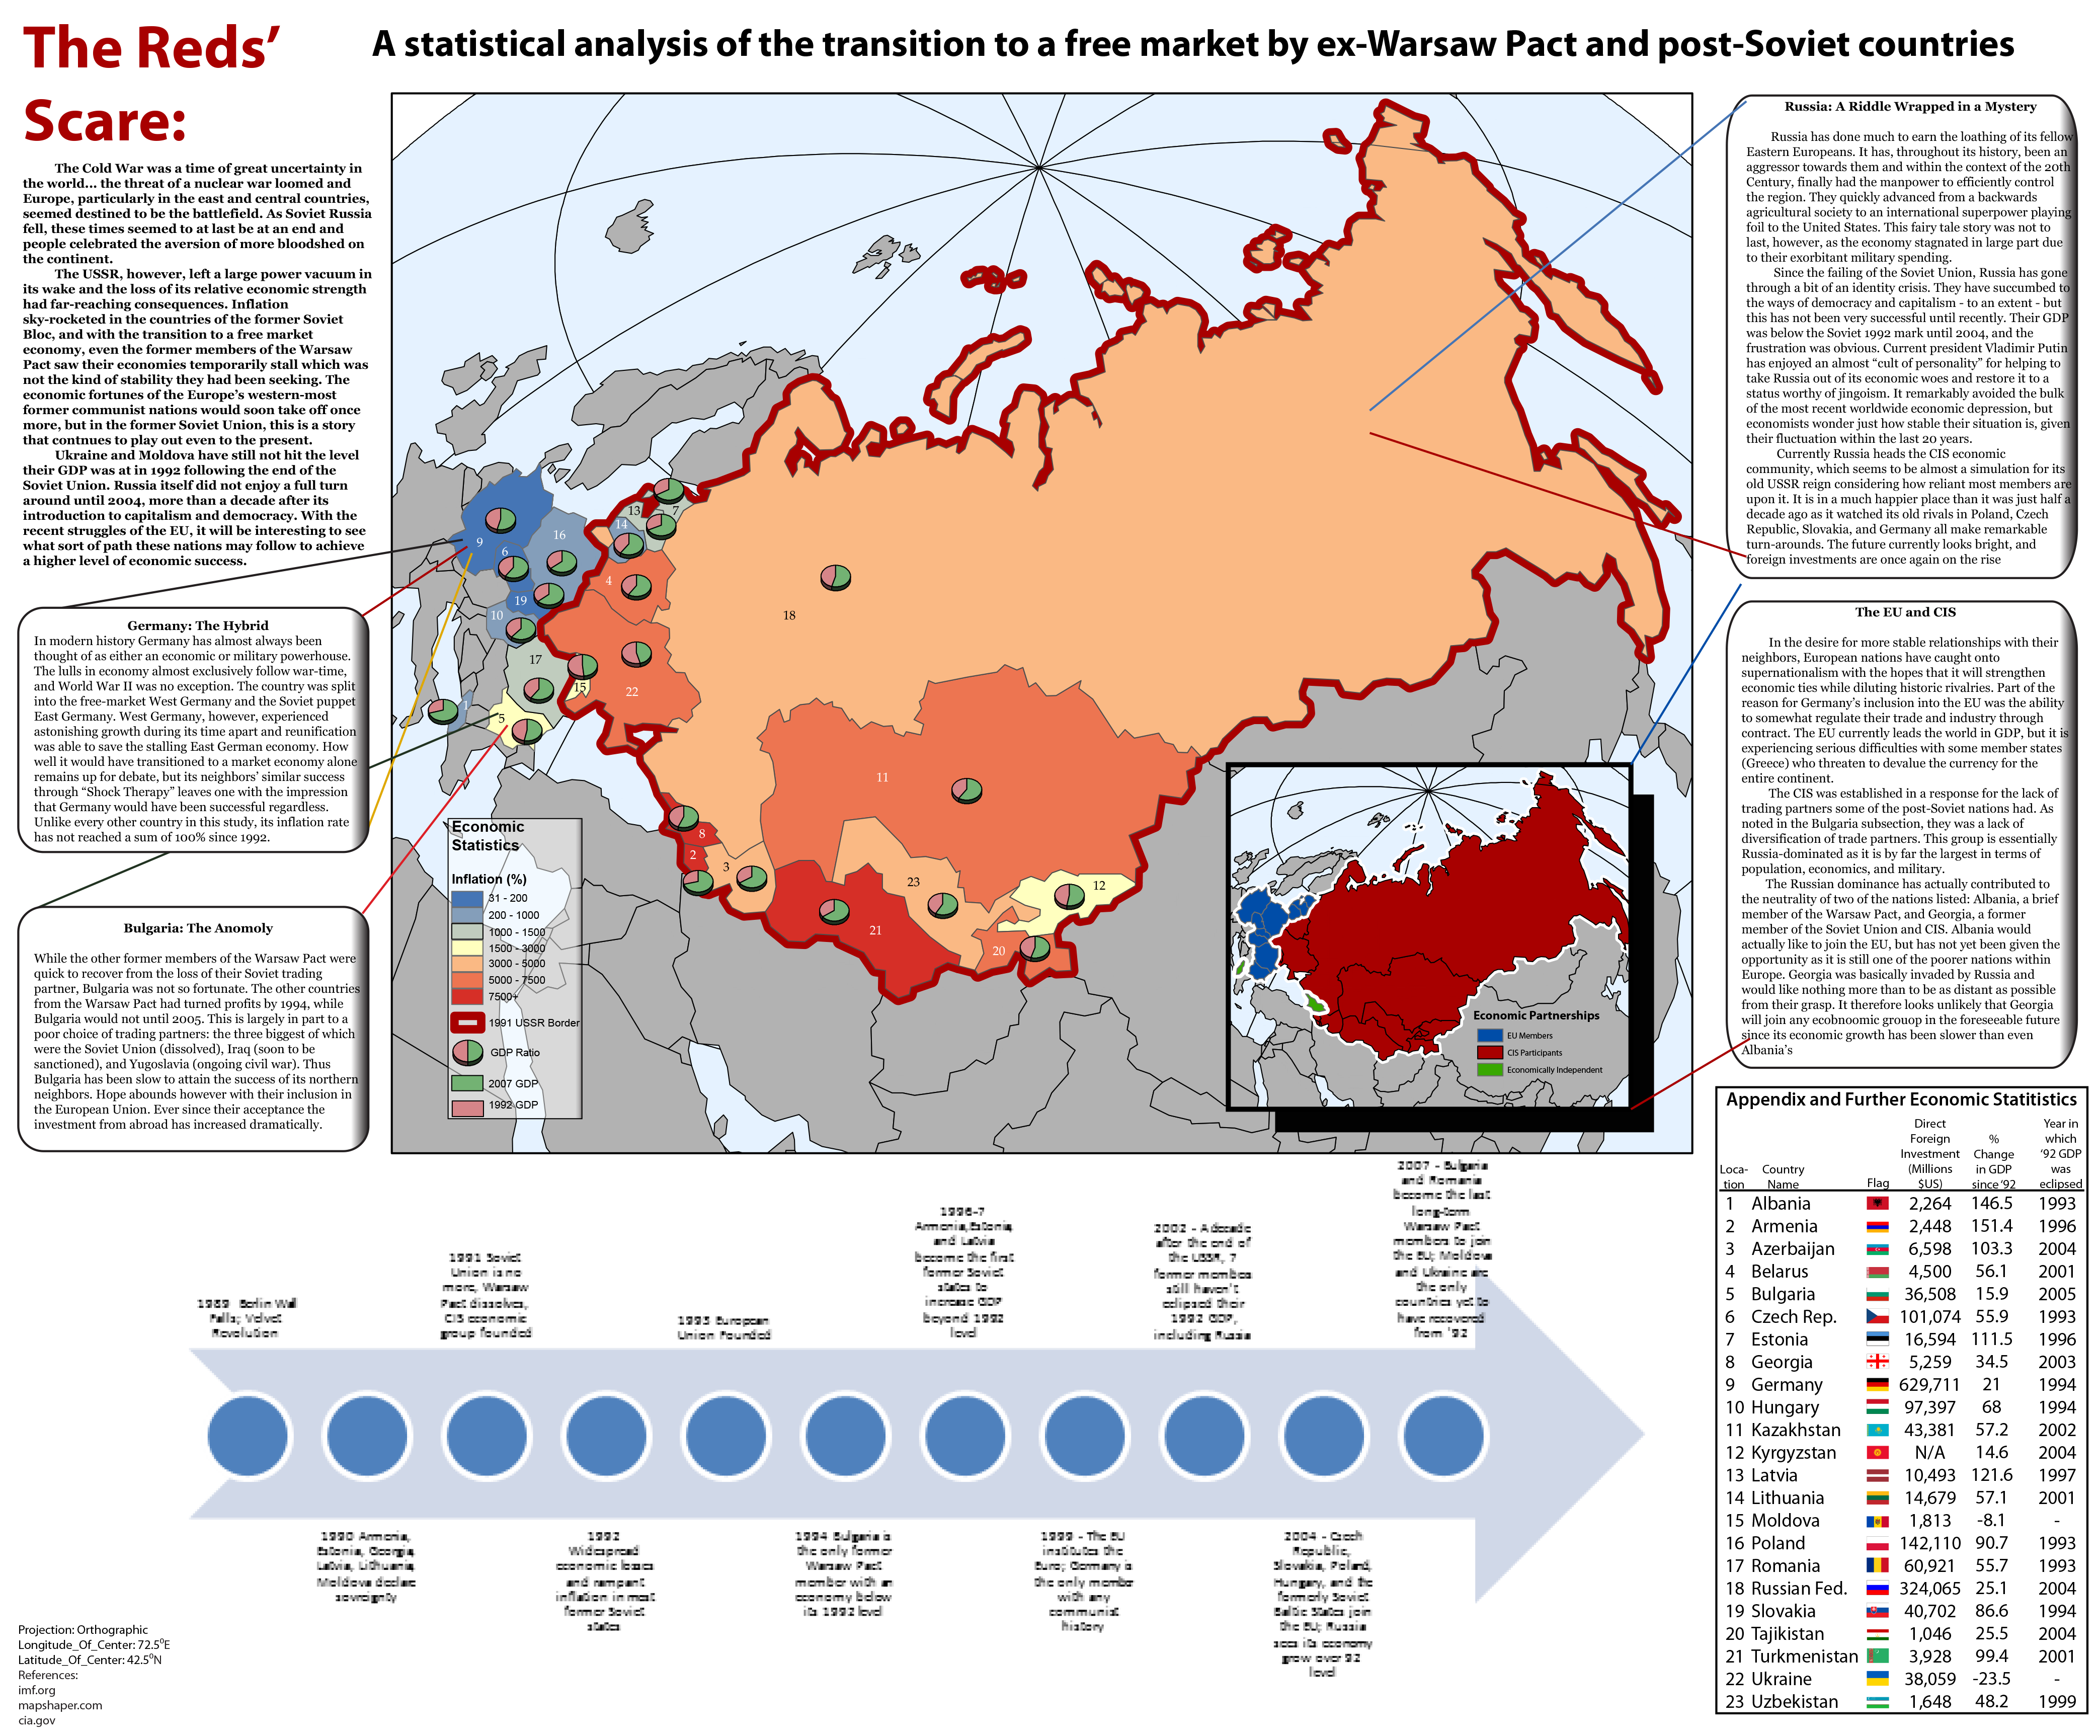 The Reds'
Scare:
A statistical analysis of the transition to a free market by ex-Warsaw Pact and post-Soviet countries
The Cold War was a time of great uncertainty in
the world... the threat of a nuclear war loomed and
Europe, particularly in the east and central countries,
seemed destined to be the battlefield. As Soviet Russia
fell, these times seemed to at last be at an end and
people celebrated the aversion of more bloodshed on
the continent.
The USSR, however, left a large power vacuum in
its wake and the loss of its relative economic strength
had far-reaching consequences. Inflation
sky-rocketed in the countries of the former Soviet
Bloc, and with the transition to a free market
economy, even the former members of the Warsaw
Pact saw their economies temporarily stall which was
not the kind of stability they had been seeking. The
economic fortunes of the Europe's western-most
former communist nations would soon take off once
more, but in the former Soviet Union, this is a story
that contnues to play out even to the present.
Ukraine and Moldova have still not hit the level
their GDP was at in 1992 following the end of the
Soviet Union. Russia itself did not enjoy a full turn
around until 2004, more than a decade after its
introduction to capitalism and democracy. With the
recent struggles of the EU, it will be interesting to see
what sort of path these nations may follow to achieve
a higher level of economic success.
Germany: The Hybrid
In modern history Germany has almost always been
thought of as either an economic or military powerhouse.
The lulls in economy almost exclusively follow war-time,
and World War II was no exception. The country was split
into the free-market West Germany and the Soviet puppet
East Germany. West Germany, however, experienced
astonishing growth during its time apart and reunification
was able to save the stalling East German economy. How
well it would have transitioned to a market economy alone
remains up for debate, but its neighbors' similar success
through "Shock Therapy" leaves one with the impression
that Germany would have been successful regardless.
Unlike every other country in this study, its inflation rate
has not reached a sum of 100% since 1992.
Bulgaria: The Anomoly
While the other former members of the Warsaw Pact were
quick to recover from the loss of their Soviet trading
partner, Bulgaria was not so fortunate. The other countries
from the Warsaw Pact had turned profits by 1994, while
Bulgaria would not until 2005. This is largely in part to a
poor choice of trading partners: the three biggest of which
were the Soviet Union (dissolved), Iraq (soon to be
sanctioned), and Yugoslavia (ongoing civil war). Thus
Bulgaria has been slow to attain the success of its northern
neighbors. Hope abounds however with their inclusion in
the European Union. Ever since their acceptance the
investment from abroad has increased dramatically.
13
7
14
16
9
6
4
19
10
18
17
15
22
1
5
11
8
2
3
23
12
21
20
Economic
Statistics
Inflation (%)
31 - 200
200 - 1000
1000 - 1500
1500 - 3000
3000 - 5000
5000 - 7500
7500+
1991 USSR Border
GDP Ratio
2007 GDP
1992 GDP
Economic Partnerships
EU Members
CIS Participants
Economically Independent
Russia: A Riddle Wrapped in a Mystery
Russia has done much to earn the loathing of its fellow
Eastern Europeans. It has, throughout its history, been an
aggressor towards them and within the context of the 20th
Century, finally had the manpower to efficiently control
the region. They quickly advanced from a backwards
agricultural society to an international superpower playing
foil to the United States. This fairy tale story was not to
last, however, as the economy stagnated in large part due
to their exorbitant military spending.
Since the failing of the Soviet Union, Russia has gone
through a bit of an identity crisis. They have succumbed to
the ways of democracy and capitalism - to an extent - but
this has not been very successful until recently. Their GDP
was below the Soviet 1992 mark until 2004, and the
frustration was obvious. Current president Vladimir Putin
has enjoyed an almost "cult of personality" for helping to
take Russia out of its economic woes and restore it to a
status worthy of jingoism. It remarkably avoided the bulk
of the most recent worldwide economic depression, but
economists wonder just how stable their situation is, given
their fluctuation within the last 20 years.
Currently Russia heads the CIS economic
community, which seems to be almost a simulation for its
old USSR reign considering how reliant most members are
upon it. It is in a much happier place than it was just half a
decade ago as it watched its old rivals in Poland, Czech
Republic, Slovakia, and Germany all make remarkable
turn-arounds. The future currently looks bright, and
foreign investments are once again on the rise
The EU and CIS
In the desire for more stable relationships with their
neighbors, European nations have caught onto
supernationalism with the hopes that it will strengthen
economic ties while diluting historic rivalries. Part of the
reason for Germany's inclusion into the EU was the ability
to somewhat regulate their trade and industry through
contract. The EU currently leads the world in GDP, but it is
experiencing serious difficulties with some member states
(Greece) who threaten to devalue the currency for the
entire continent.
The CIS was established in a response for the lack of
trading partners some of the post-Soviet nations had. As
noted in the Bulgaria subsection, they was a lack of
diversification of trade partners. This group is essentially
Russia-dominated as it is by far the largest in terms of
population, economics, and military.
The Russian dominance has actually contributed to
the neutrality of two of the nations listed: Albania, a brief
member of the Warsaw Pact, and Georgia, a former
member of the Soviet Union and CIS. Albania would
actually like to join the EU, but has not yet been given the
opportunity as it is still one of the poorer nations within
Europe. Georgia was basically invaded by Russia and
would like nothing more than to be as distant as possible
from their grasp. It therefore looks unlikely that Georgia
will join any ecobnoomic grouop in the foreseeable future
since its economic growth has been slower than even
Albania's
Appendix and Further Economic Statitistics
Loca-tion Country Name Flag Direct Foreign Investment (Millions $US) % Change in GDP since '92 Year in which '92 GDP was eclipsed
1 Albania 2,264 146.5 1993
2 Armenia 2,448 151.4 1996
3 Azerbaijan 6,598 103.3 2004
4 Belarus 4,500 56.1 2001
5 Bulgaria 36,508 15.9 2005
6 Czech Rep. 101,074 55.9 1993
7 Estonia 16,594 111.5 1996
8 Georgia 5,259 34.5 2003
9 Germany 629,711 21 1994
10 Hungary 97,397 68 1994
11 Kazakhstan 43,381 57.2 2002
12 Kyrgyzstan N/A 14.6 2004
13 Latvia 10,493 121.6 1997
14 Lithuania 14,679 57.1 2001
15 Moldova 1,813 -8.1 -
16 Poland 142,110 90.7 1993
17 Romania 60,921 55.7 1993
18 Russian Fed. 324,065 25.1 2004
19 Slovakia 40,702 86.6 1994
20 Tajikistan 1,046 25.5 2004
21 Turkmenistan 3,928 99.4 2001
22 Ukraine 38,059 -23.5 -
23 Uzbekistan 1,648 48.2 1999
1989 Berlin Wall
Falls; Velvet
Revolution
1990 Armenia,
Estonia, Georgia,
Latvia, Lithuania,
Moldova declare
sovreignty
1991 Soviet
Union is no
more, Warsaw
Pact dissolves,
CIS economic
group founded
1992
Widespread
economic losses
and rampant
inflation in most
former Soviet
states
1993 European
Union Founded
1994 Bulgaria is
the only former
Warsaw Pact
member with an
economy below
its 1992 level
1996-7
Armenia, Estonia,
and Latvia
become the first
former Soviet
states to
increase GDP
beyond 1992
level
1999 - The EU
institutes the
Euro; Germany is
the only membr
with any
communist
history
2002 - A decade
after the end of
the USSR, 7
former membes
still haven't
eclipsed their
1992 GDP,
including Russia
2004 - Czech
Republic,
Slovakia, Poland,
Hungary, and the
formerly Soviet
Baltic States join
the EU; Russia
sees its economy
grow over 92
level
2007 - Bulgaria
and Romania
become the last
long-term
Warsaw Pact
members to join
the EU; Moldova
and Ukraine are
the only
countries yet to
have recovered
from '92
Projection: Orthographic
Longitude_Of_Center: 72.5⁰E
Latitude_Of_Center: 42.5⁰N
References:
imf.org
mapshaper.com
cia.gov